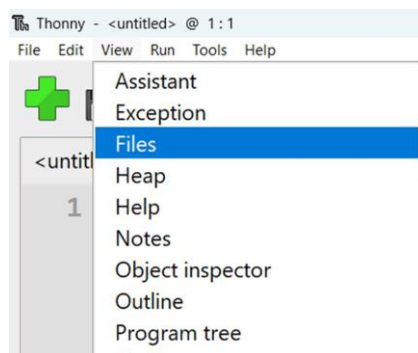 Thonny - <untitled> @ 1:1
File Edit View Run Tools Help
Assistant
Exception
Files
<untitl
Heap
1
Help
Notes
Object inspector
Outline
Program tree